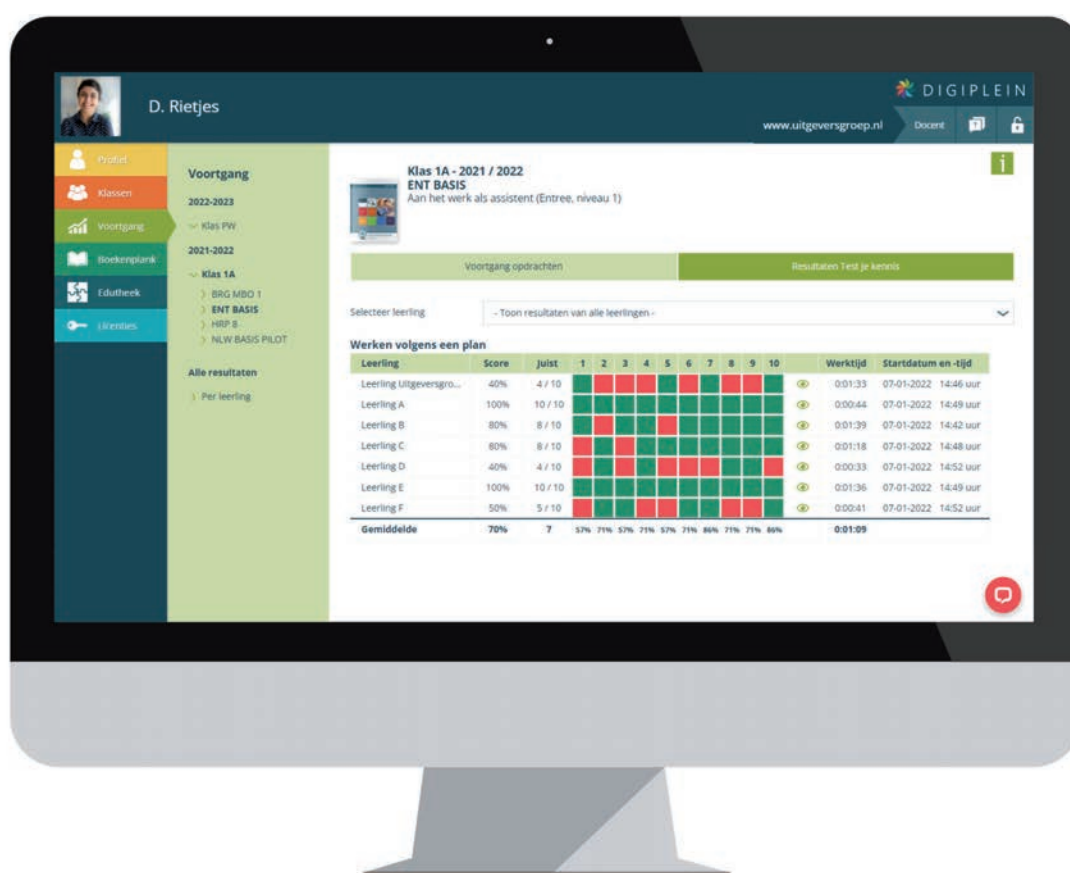 D. Rietjes
DIGIPLEIN
www.uitgeversgroep.nl Docent
Profiel
Klassen
Voortgang
Boekenplank
Edutheek
Licenties
Voortgang
2022-2023
Klas PW
2021-2022
Klas 1A
BRG MBO 1
ENT BASIS
HRP 8
NLW BASIS PILOT
Alle resultaten
Per leerling
Klas 1A - 2021 / 2022
ENT BASIS
Aan het werk als assistent (Entree, niveau 1)
i
Voortgang opdrachten Resultaten Test je kennis
Selecteer leerling - Toon resultaten van alle leerlingen -
Werken volgens een plan
Leerling Score Juist 1 2 3 4 5 6 7 8 9 10 Werktijd Startdatum en -tijd
Leerling Uitgeversgro... 40% 4 / 10 0:01:33 07-01-2022 14:46 uur
Leerling A 100% 10 / 10 0:00:44 07-01-2022 14:49 uur
Leerling B 80% 8 / 10 0:01:39 07-01-2022 14:42 uur
Leerling C 80% 8 / 10 0:01:18 07-01-2022 14:48 uur
Leerling D 40% 4 / 10 0:00:33 07-01-2022 14:52 uur
Leerling E 100% 10 / 10 0:01:36 07-01-2022 14:49 uur
Leerling F 50% 5 / 10 0:00:41 07-01-2022 14:52 uur
Gemiddelde 70% 7 57% 71% 57% 71% 57% 71% 86% 71% 71% 86% 0:01:09